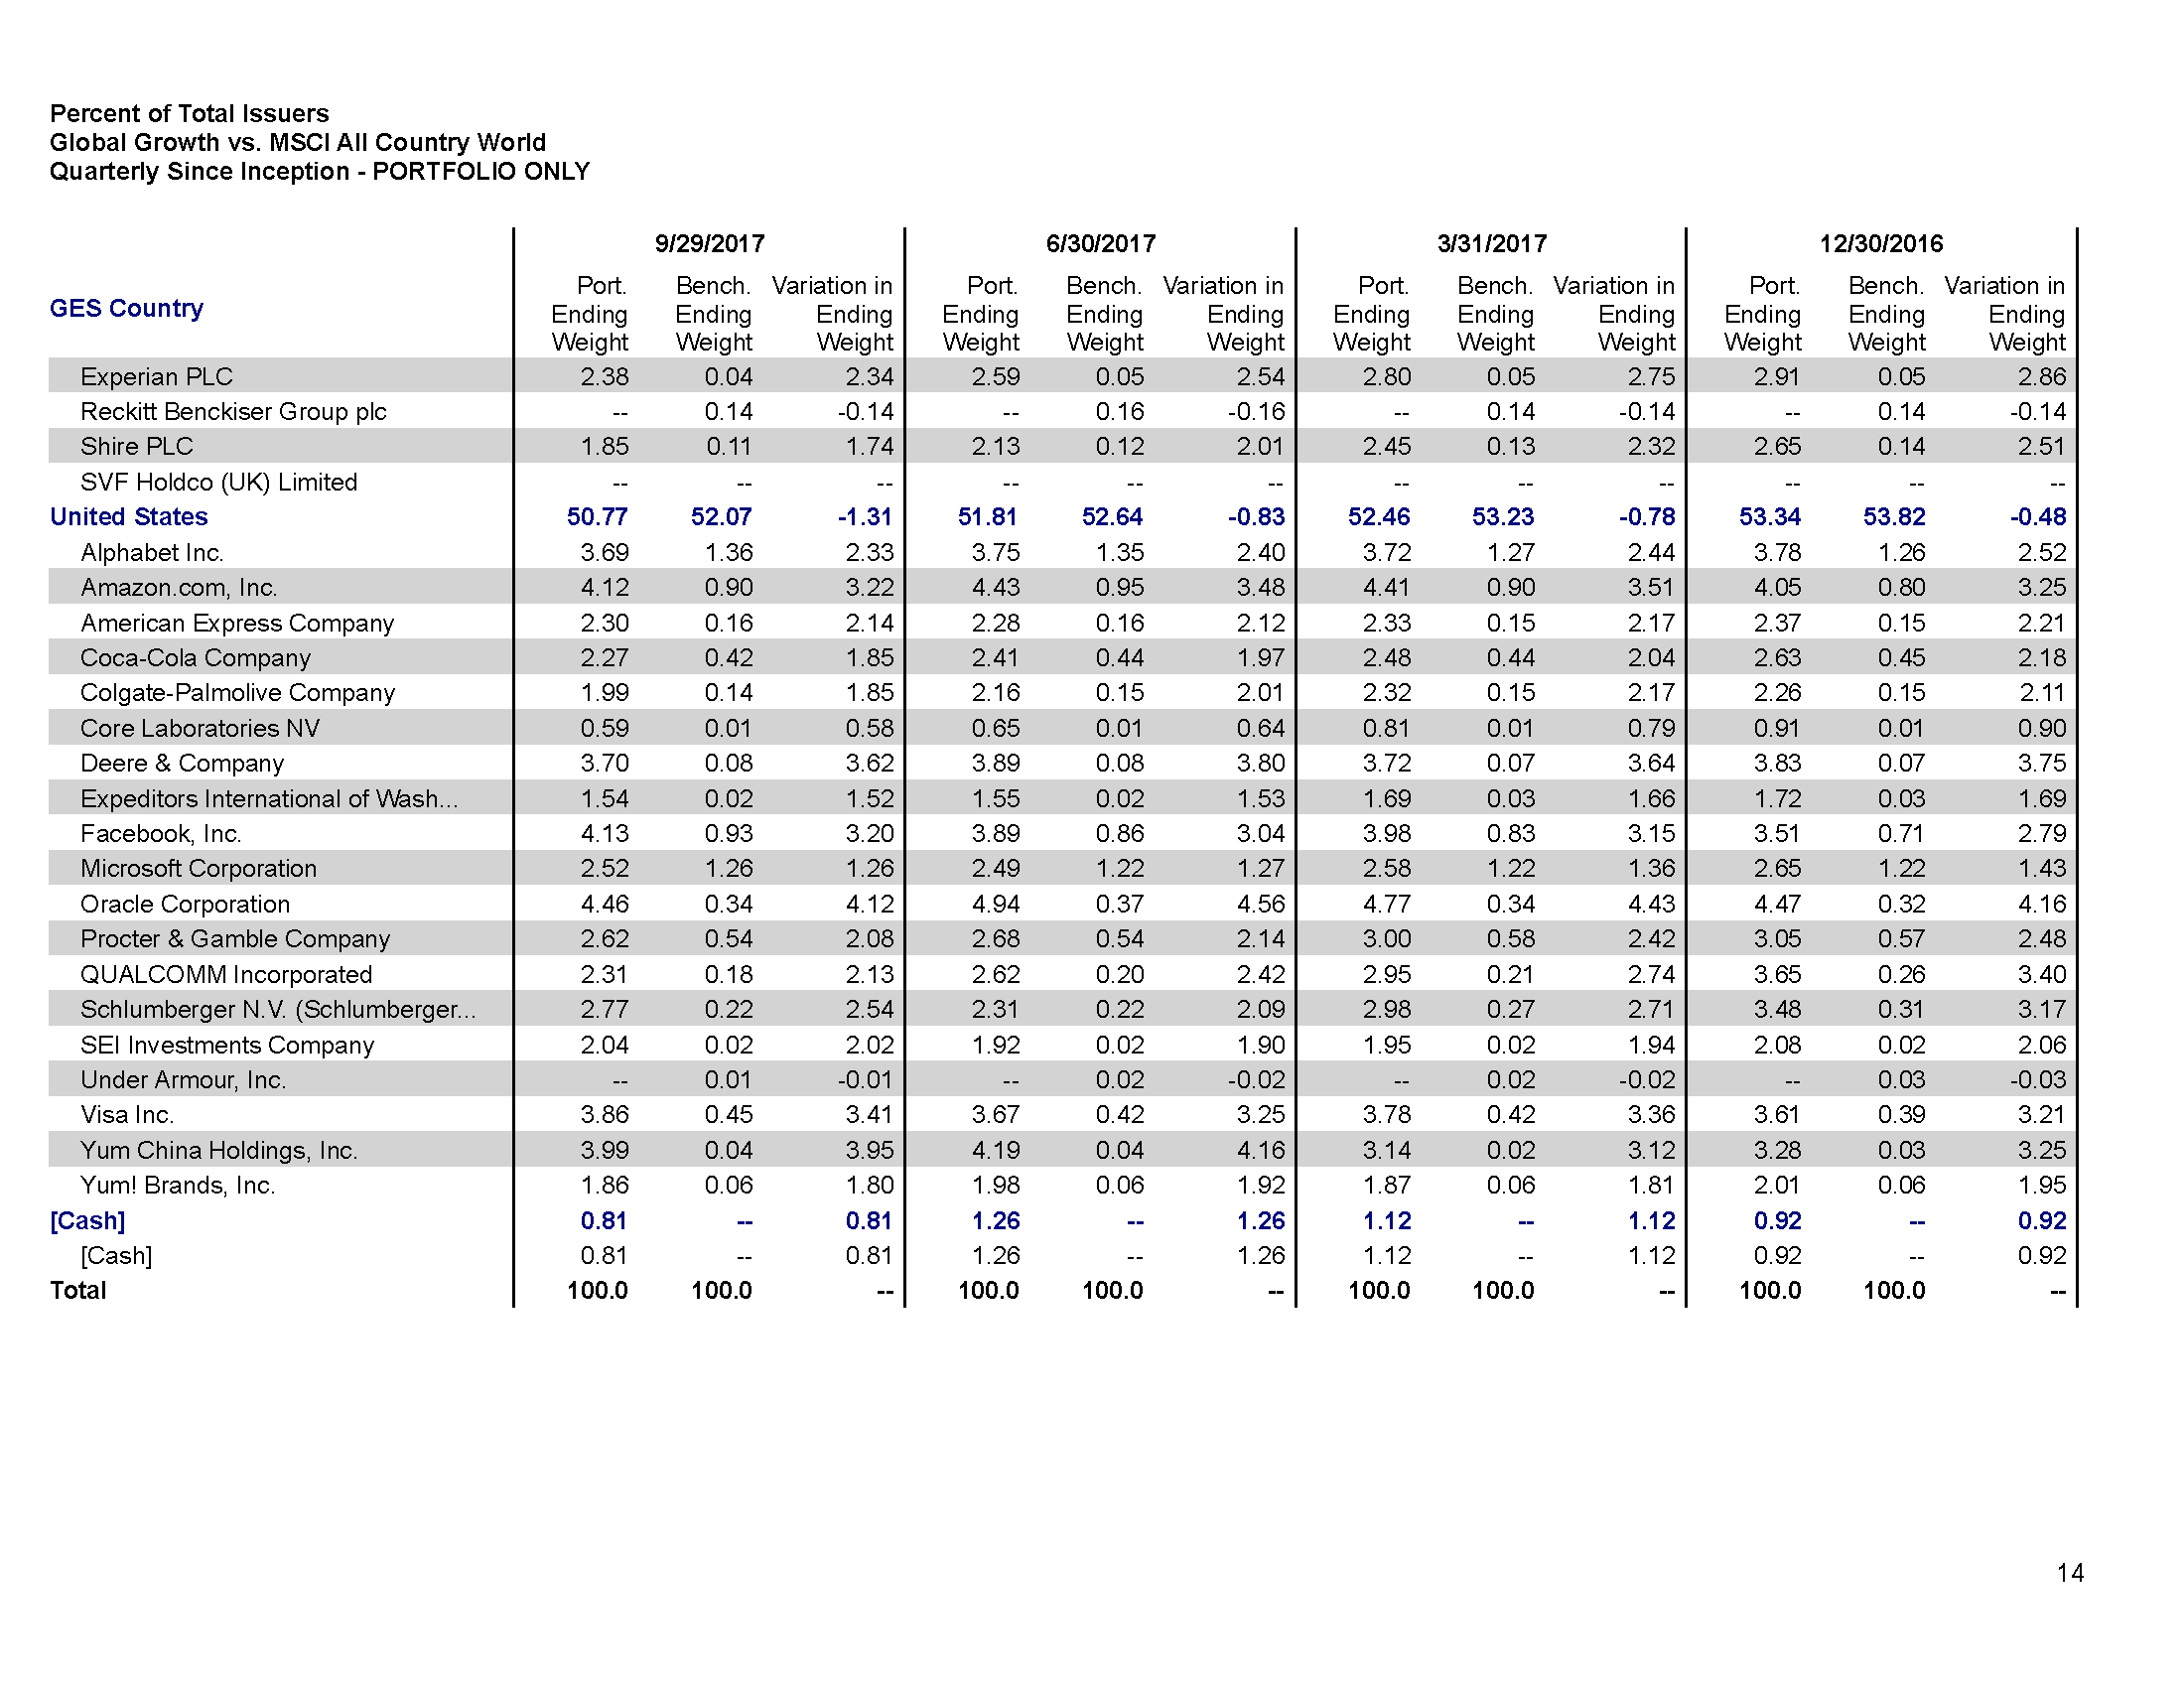 Percent of Total Issuers
Global Growth vs. MSCI All Country World
Quarterly Since Inception - PORTFOLIO ONLY
9/29/2017 6/30/2017 3/31/2017 12/30/2016
GES Country
Port. Bench. Variation in Port. Bench. Variation in Port. Bench. Variation in Port. Bench. Variation in
Ending Ending Ending Ending Ending Ending Ending Ending Ending Ending Ending Ending
Weight Weight Weight Weight Weight Weight Weight Weight Weight Weight Weight Weight
Experian PLC 2.38 0.04 2.34 2.59 0.05 2.54 2.80 0.05 2.75 2.91 0.05 2.86
Reckitt Benckiser Group plc -- 0.14 -0.14 -- 0.16 -0.16 -- 0.14 -0.14 -- 0.14 -0.14
Shire PLC 1.85 0.11 1.74 2.13 0.12 2.01 2.45 0.13 2.32 2.65 0.14 2.51
SVF Holdco (UK) Limited -- -- -- -- -- -- -- -- -- -- -- --
United States 50.77 52.07 -1.31 51.81 52.64 -0.83 52.46 53.23 -0.78 53.34 53.82 -0.48
Alphabet Inc. 3.69 1.36 2.33 3.75 1.35 2.40 3.72 1.27 2.44 3.78 1.26 2.52
Amazon.com, Inc. 4.12 0.90 3.22 4.43 0.95 3.48 4.41 0.90 3.51 4.05 0.80 3.25
American Express Company 2.30 0.16 2.14 2.28 0.16 2.12 2.33 0.15 2.17 2.37 0.15 2.21
Coca-Cola Company 2.27 0.42 1.85 2.41 0.44 1.97 2.48 0.44 2.04 2.63 0.45 2.18
Colgate-Palmolive Company 1.99 0.14 1.85 2.16 0.15 2.01 2.32 0.15 2.17 2.26 0.15 2.11
Core Laboratories NV 0.59 0.01 0.58 0.65 0.01 0.64 0.81 0.01 0.79 0.91 0.01 0.90
Deere & Company 3.70 0.08 3.62 3.89 0.08 3.80 3.72 0.07 3.64 3.83 0.07 3.75
Expeditors International of Wash... 1.54 0.02 1.52 1.55 0.02 1.53 1.69 0.03 1.66 1.72 0.03 1.69
Facebook, Inc. 4.13 0.93 3.20 3.89 0.86 3.04 3.98 0.83 3.15 3.51 0.71 2.79
Microsoft Corporation 2.52 1.26 1.26 2.49 1.22 1.27 2.58 1.22 1.36 2.65 1.22 1.43
Oracle Corporation 4.46 0.34 4.12 4.94 0.37 4.56 4.77 0.34 4.43 4.47 0.32 4.16
Procter & Gamble Company 2.62 0.54 2.08 2.68 0.54 2.14 3.00 0.58 2.42 3.05 0.57 2.48
QUALCOMM Incorporated 2.31 0.18 2.13 2.62 0.20 2.42 2.95 0.21 2.74 3.65 0.26 3.40
Schlumberger N.V. (Schlumberger... 2.77 0.22 2.54 2.31 0.22 2.09 2.98 0.27 2.71 3.48 0.31 3.17
SEI Investments Company 2.04 0.02 2.02 1.92 0.02 1.90 1.95 0.02 1.94 2.08 0.02 2.06
Under Armour, Inc. -- 0.01 -0.01 -- 0.02 -0.02 -- 0.02 -0.02 -- 0.03 -0.03
Visa Inc. 3.86 0.45 3.41 3.67 0.42 3.25 3.78 0.42 3.36 3.61 0.39 3.21
Yum China Holdings, Inc. 3.99 0.04 3.95 4.19 0.04 4.16 3.14 0.02 3.12 3.28 0.03 3.25
Yum! Brands, Inc. 1.86 0.06 1.80 1.98 0.06 1.92 1.87 0.06 1.81 2.01 0.06 1.95
[Cash] 0.81 -- 0.81 1.26 -- 1.26 1.12 -- 1.12 0.92 -- 0.92
[Cash] 0.81 -- 0.81 1.26 -- 1.26 1.12 -- 1.12 0.92 -- 0.92
Total 100.0 100.0 -- 100.0 100.0 -- 100.0 100.0 -- 100.0 100.0 --
14